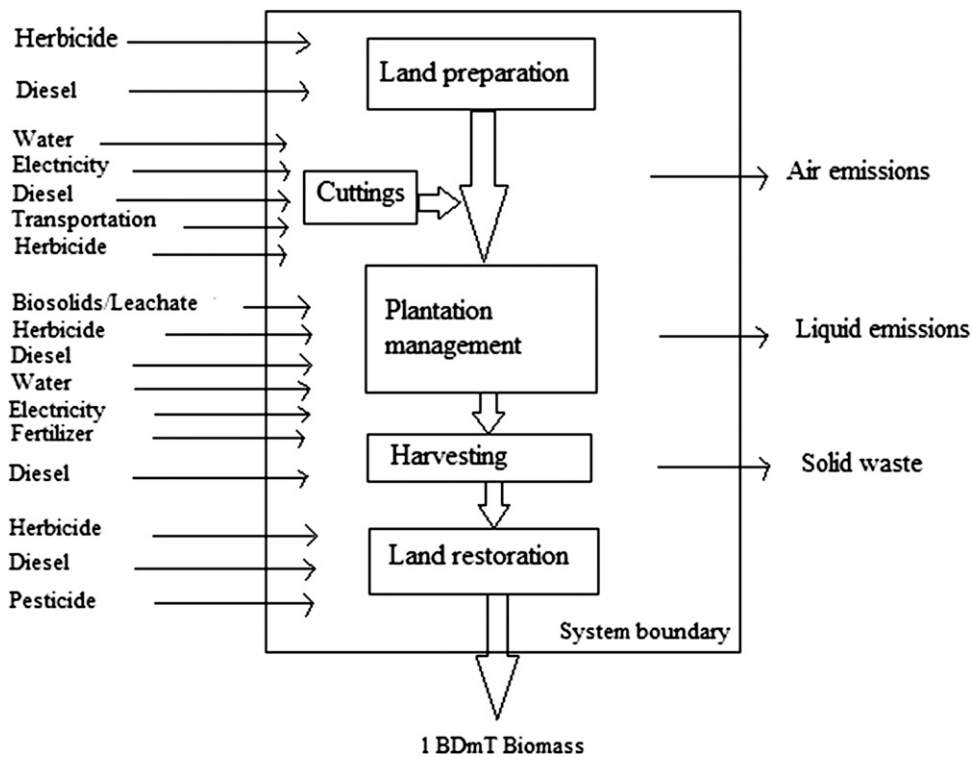 Herbicide
Diesel
Water
Electricity
Diesel
Transportation
Herbicide
Biosolids/Leachate
Herbicide
Diesel
Water
Electricity
Fertilizer
Diesel
Herbicide
Diesel
Pesticide
Land preparation
Cuttings
Plantation
management
Harvesting
Land restoration
System boundary
1 BDmT Biomass
Air emissions
Liquid emissions
Solid waste